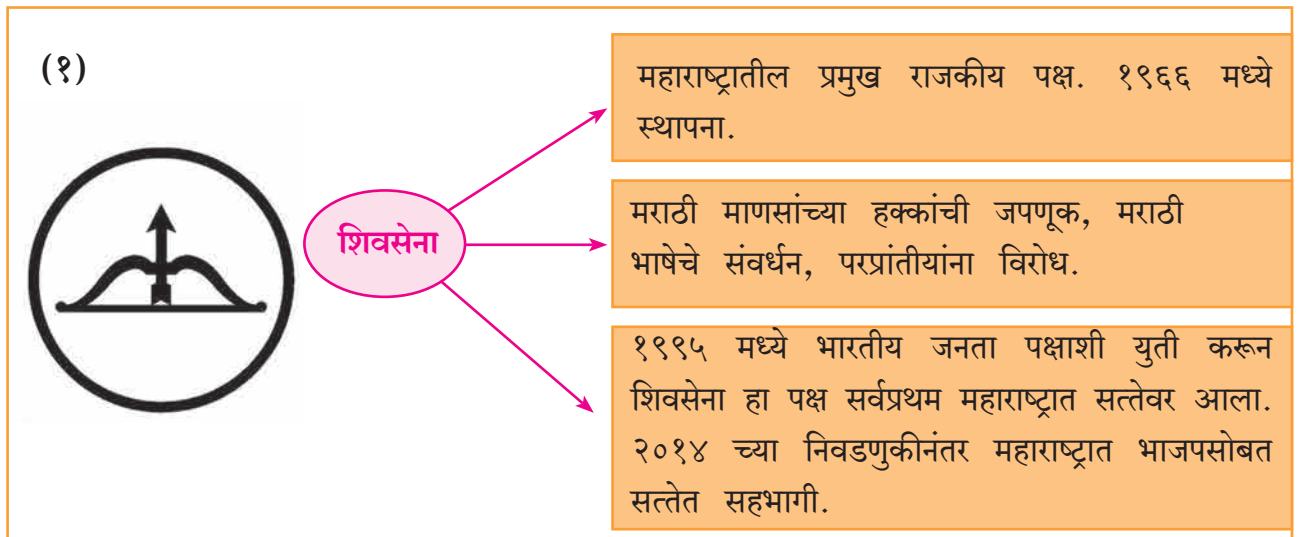 (१)
महाराष्ट्रातील प्रमुख राजकीय पक्ष. १९६६ मध्ये
स्थापना.
शिवसेना
मराठी माणसांच्या हक्कांची जपणूक, मराठी
भाषेचे संवर्धन, परप्रांतीयांना विरोध.
१९९५ मध्ये भारतीय जनता पक्षाशी युती करून
शिवसेना हा पक्ष सर्वप्रथम महाराष्ट्रात सत्तेवर आला.
२०१४ च्या निवडणुकीनंतर महाराष्ट्रात भाजपसोबत
सत्तेत सहभागी.